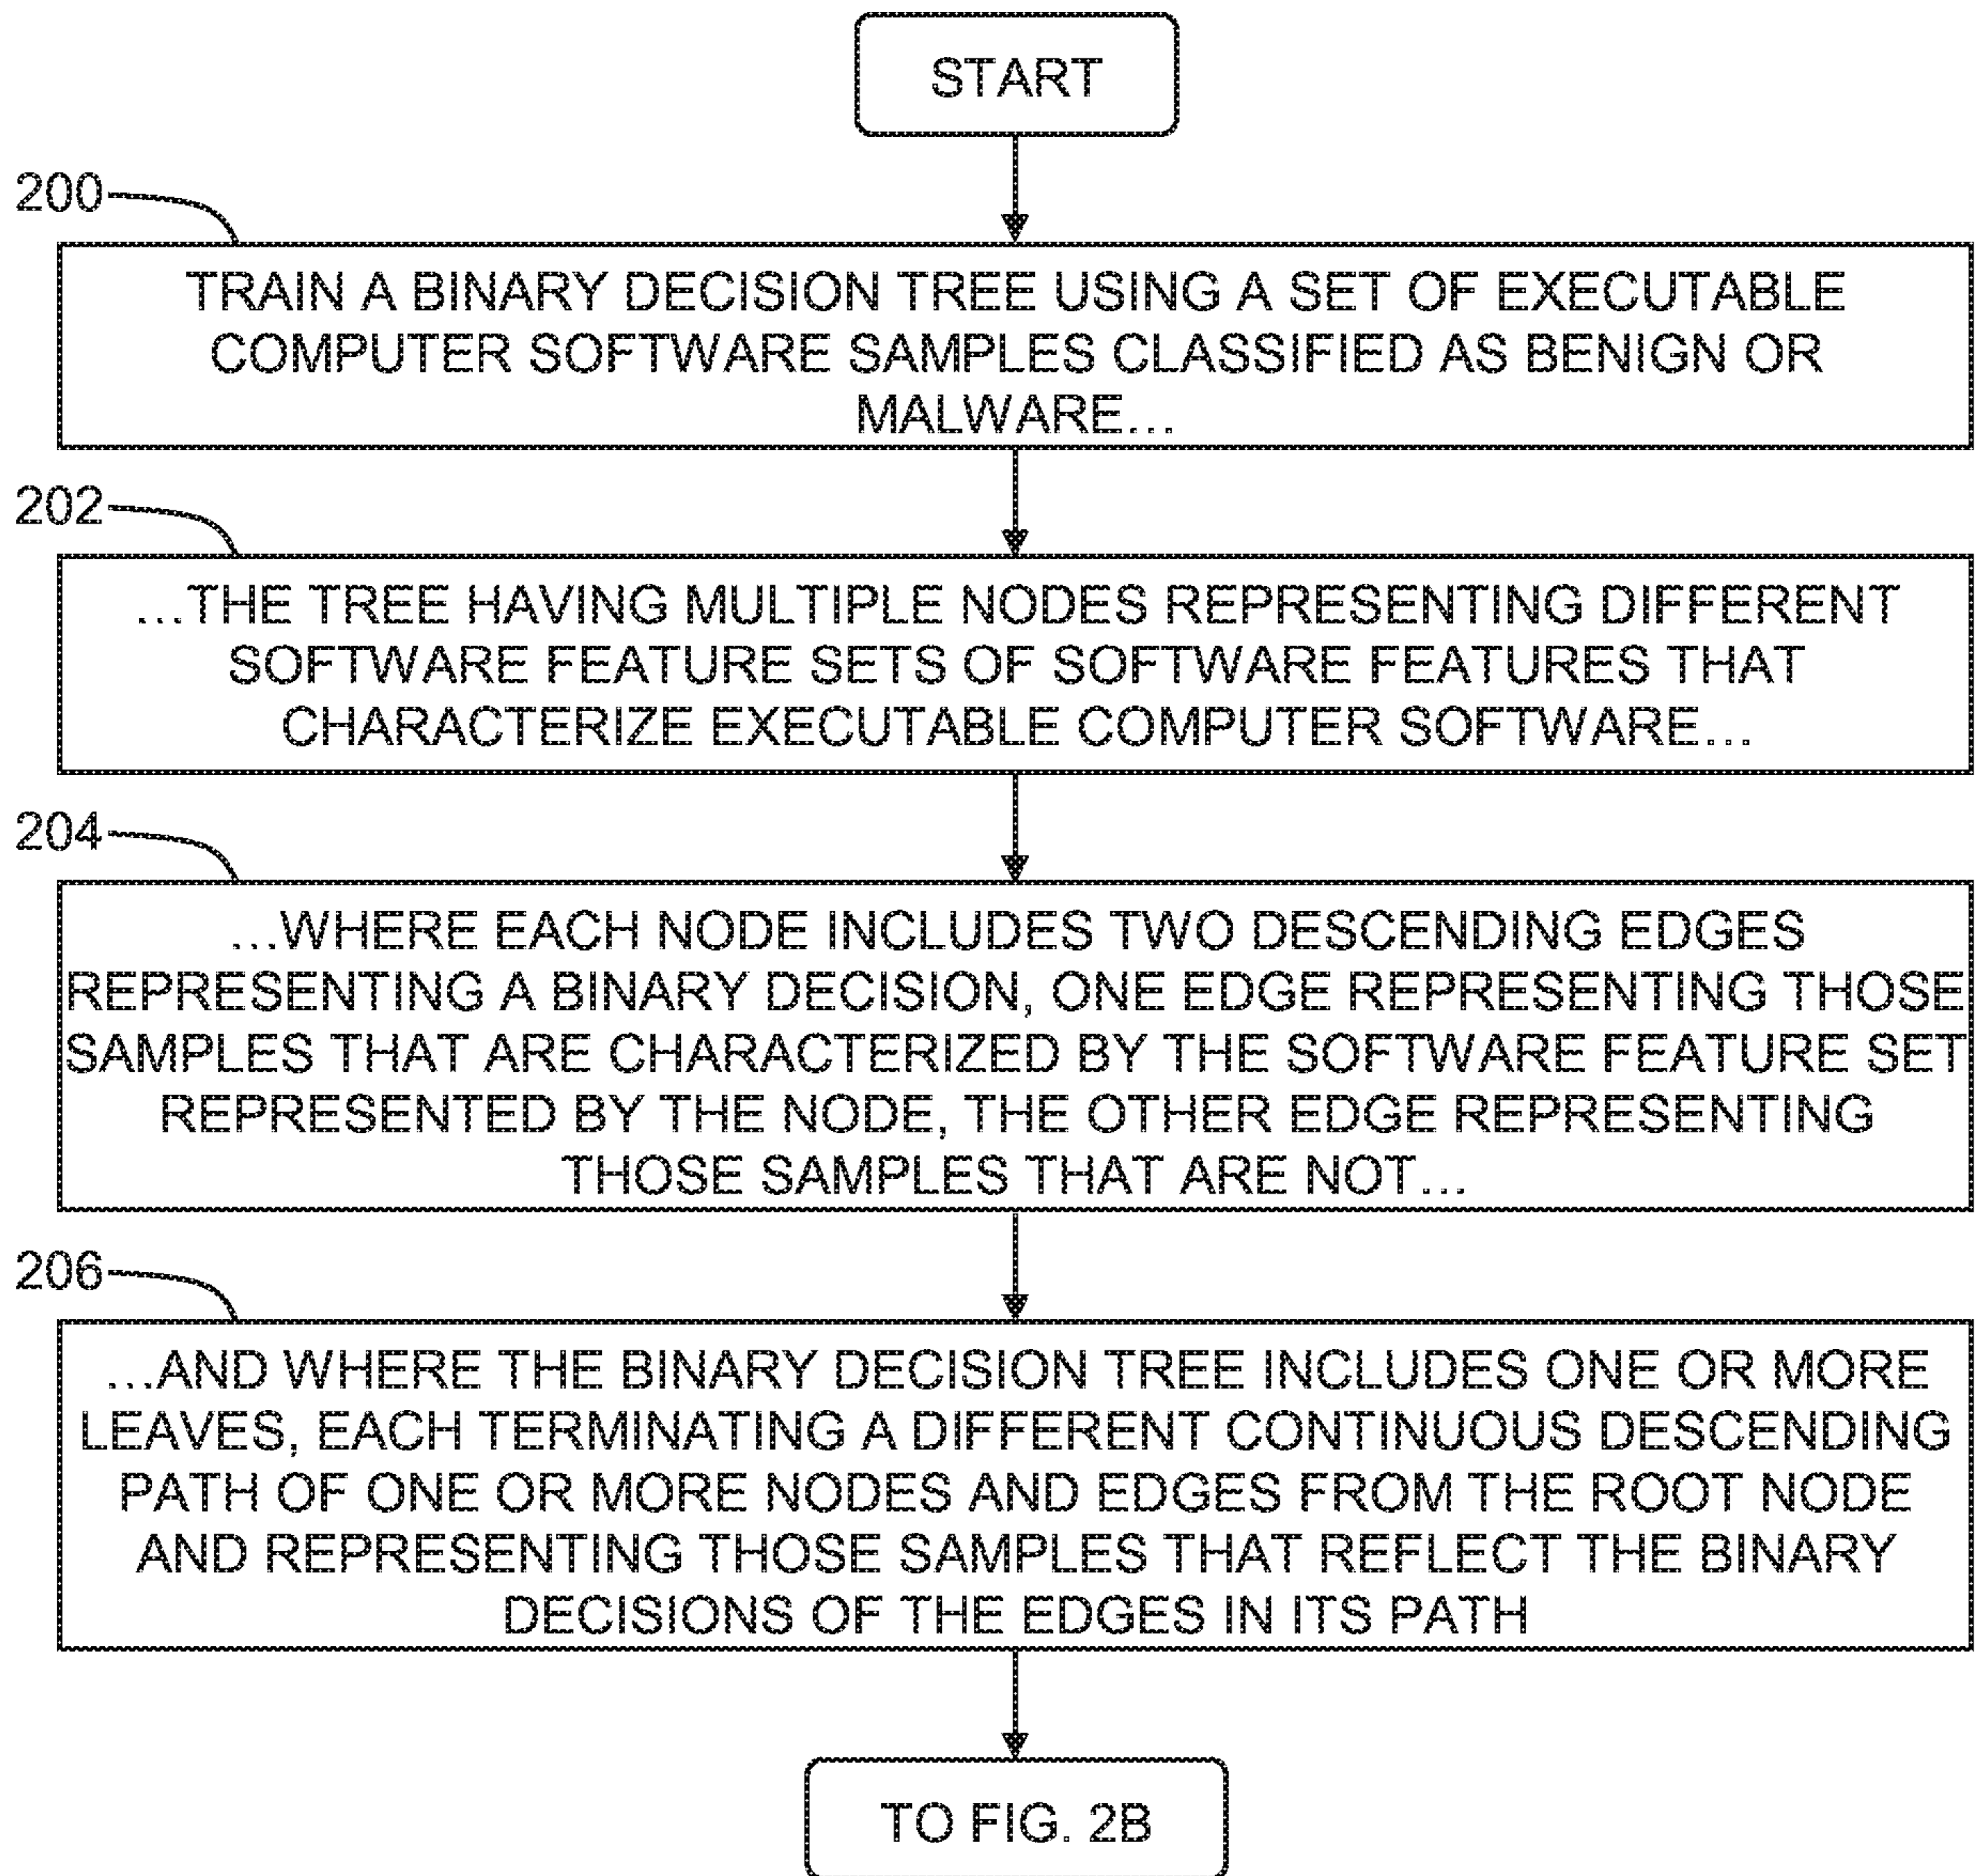 START
200
TRAIN A BINARY DECISION TREE USING A SET OF EXECUTABLE
COMPUTER SOFTWARE SAMPLES CLASSIFIED AS BENIGN OR
MALWARE...
202
...THE TREE HAVING MULTIPLE NODES REPRESENTING DIFFERENT
SOFTWARE FEATURE SETS OF SOFTWARE FEATURES THAT
CHARACTERIZE EXECUTABLE COMPUTER SOFTWARE...
204
...WHERE EACH NODE INCLUDES TWO DESCENDING EDGES
REPRESENTING A BINARY DECISION, ONE EDGE REPRESENTING THOSE
SAMPLES THAT ARE CHARACTERIZED BY THE SOFTWARE FEATURE SET
REPRESENTED BY THE NODE, THE OTHER EDGE REPRESENTING
THOSE SAMPLES THAT ARE NOT...
206
...AND WHERE THE BINARY DECISION TREE INCLUDES ONE OR MORE
LEAVES, EACH TERMINATING A DIFFERENT CONTINUOUS DESCENDING
PATH OF ONE OR MORE NODES AND EDGES FROM THE ROOT NODE
AND REPRESENTING THOSE SAMPLES THAT REFLECT THE BINARY
DECISIONS OF THE EDGES IN ITS PATH
TO FIG. 2B